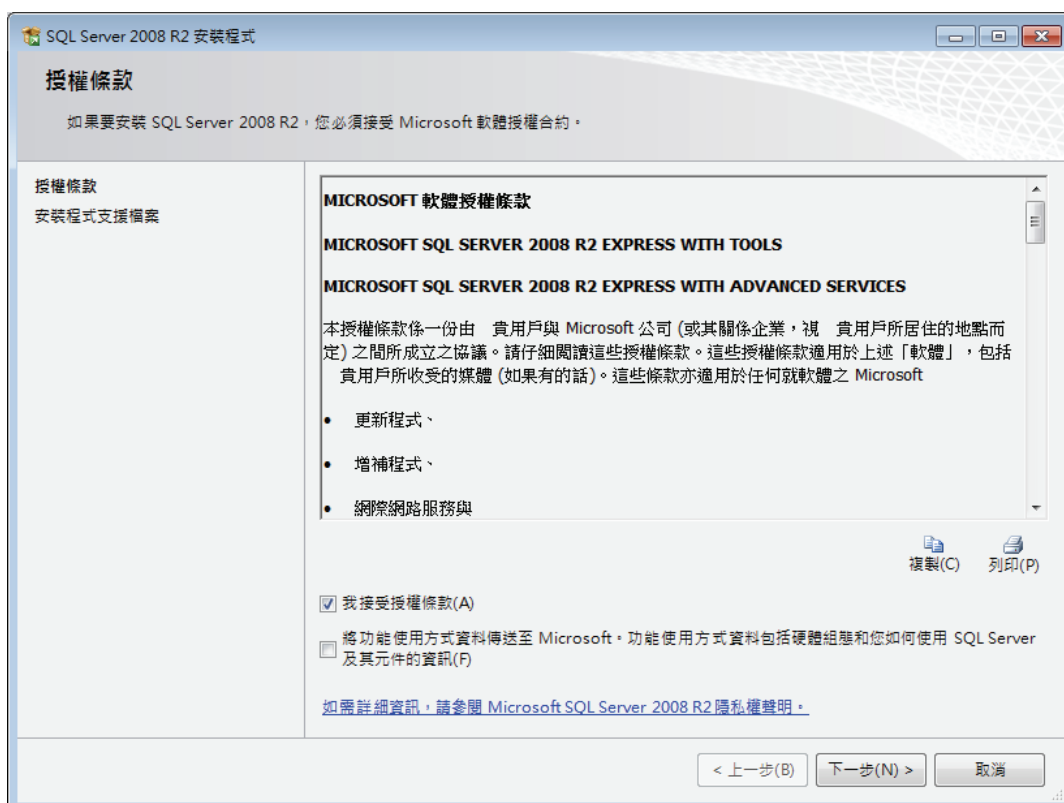 SQL Server 2008 R2 安裝程式
授權條款
如果要安裝 SQL Server 2008 R2，您必須接受 Microsoft 軟體授權合約。
授權條款
安裝程式支援檔案
MICROSOFT 軟體授權條款
MICROSOFT SQL SERVER 2008 R2 EXPRESS WITH TOOLS
MICROSOFT SQL SERVER 2008 R2 EXPRESS WITH ADVANCED SERVICES
本授權條款係一份由　貴用戶與 Microsoft 公司 (或其關係企業，視　貴用戶所居住的地點而
定) 之間所成立之協議。請仔細閱讀這些授權條款。這些授權條款適用於上述「軟體」，包括
貴用戶所收受的媒體 (如果有的話)。這些條款亦適用於任何就軟體之 Microsoft
• 更新程式、
• 增補程式、
• 網際網路服務與
複製(C) 列印(P)
我接受授權條款(A)
將功能使用方式資料傳送至 Microsoft。功能使用方式資料包括硬體組態和您如何使用 SQL Server
及其元件的資訊(F)
如需詳細資訊，請參閱 Microsoft SQL Server 2008 R2 隱私權聲明。
< 上一步(B) 下一步(N) > 取消